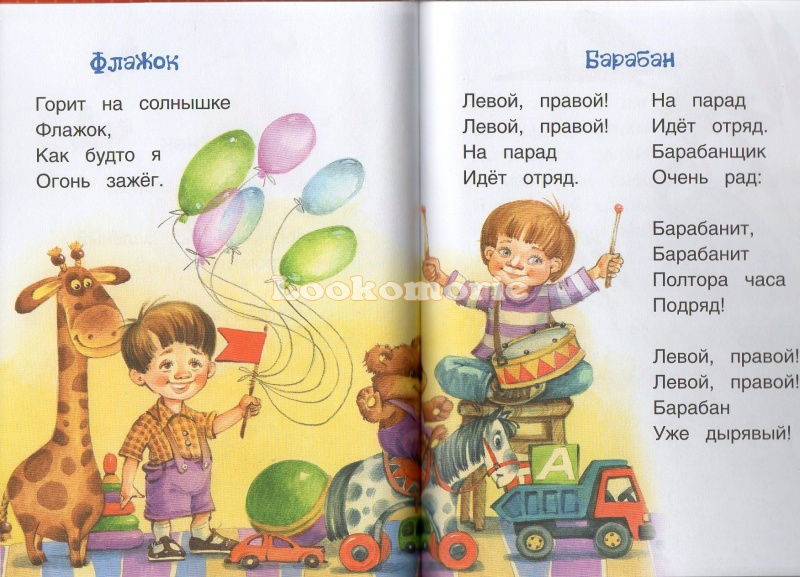 Флажок
Горит на солнышке
Флажок,
Как будто я
Огонь зажёг.
Барабан
Левой, правой!
Левой, правой!
На парад
Идёт отряд.
На парад
Идёт отряд.
Барабанщик
Очень рад:
Барабанит,
Барабанит
Полтора часа
Подряд!
Левой, правой!
Левой, правой!
Барабан
Уже дырявый!
А
Bookomorie